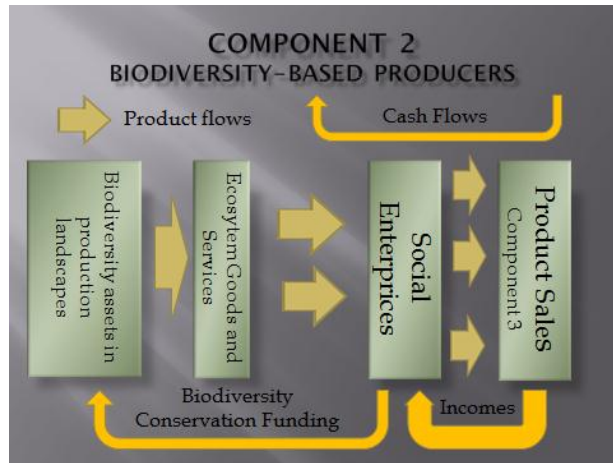 COMPONENT 2
BIODIVERSITY-BASED PRODUCERS
Product flows
Cash Flows
Biodiversity assets in
production
landscapes
Ecosytem Goods and
Services
Social
Enterprices
Product Sales
Component 3
Biodiversity
Conservation Funding
Incomes